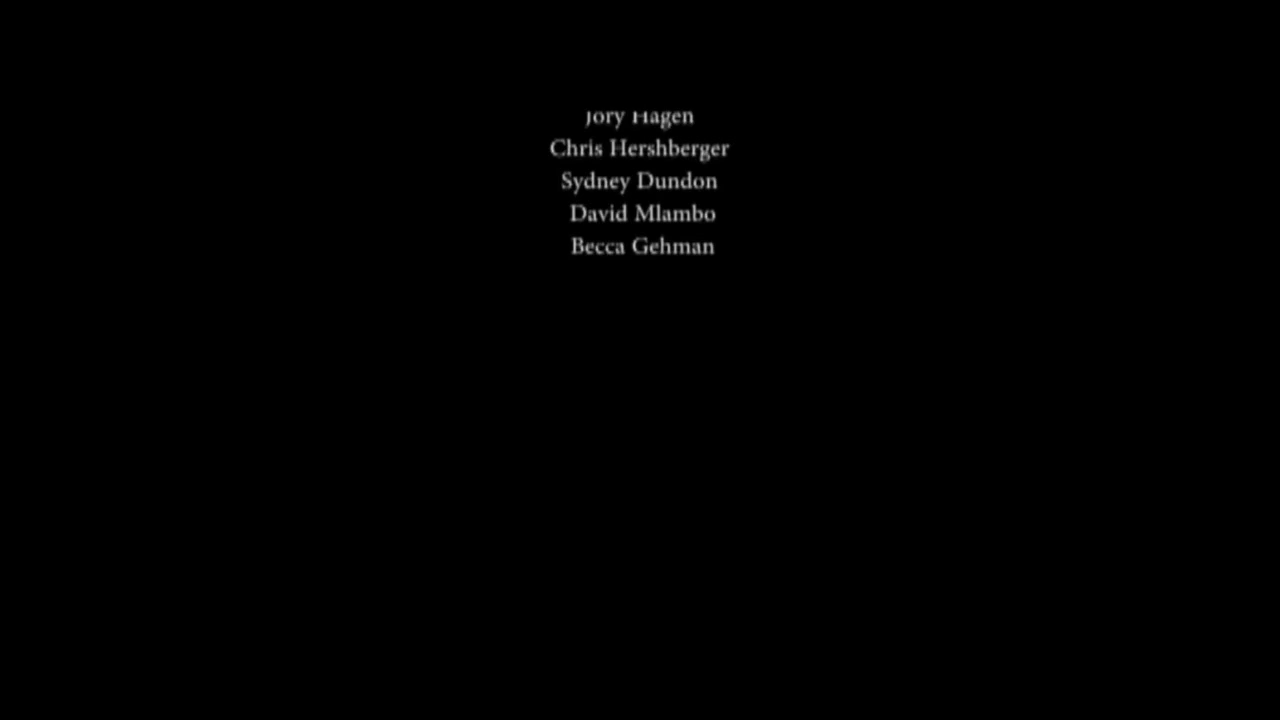 Jory Hagen
Chris Hershberger
Sydney Dundon
David Mlambo
Becca Gehman